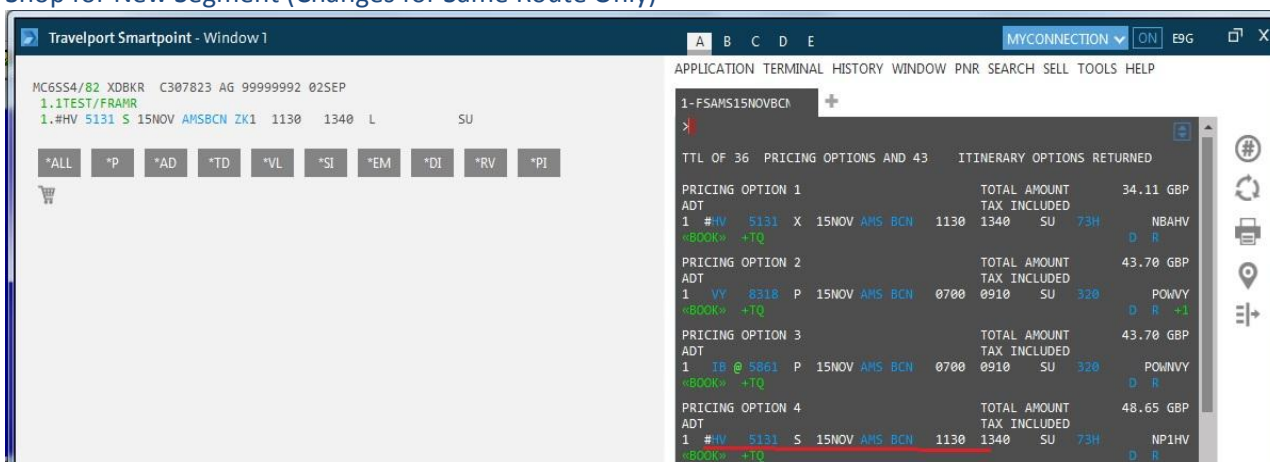 Shop for New Segment (Changes for Same Route Only)
Travelport Smartpoint - Window 1
A B C D E
MYCONNECTION ON E9G X
APPLICATION TERMINAL HISTORY WINDOW PNR SEARCH SELL TOOLS HELP
MC6SS4/82 XDBKR C307823 AG 99999992 02SEP
1.1TEST/FRAMR
1.#HV 5131 S 15NOV AMSBCN ZK1 1130 1340 L SU
*ALL *P *AD *TD *VL *SI *EM *DI *RV *PI
1-FSAMS15NOVBCN +
>
TTL OF 36 PRICING OPTIONS AND 43 ITINERARY OPTIONS RETURNED
PRICING OPTION 1 TOTAL AMOUNT 34.11 GBP
ADT TAX INCLUDED
1 #HV 5131 X 15NOV AMS BCN 1130 1340 SU 73H NBAHV
«BOOK» +TQ D R
PRICING OPTION 2 TOTAL AMOUNT 43.70 GBP
ADT TAX INCLUDED
1 VY 8318 P 15NOV AMS BCN 0700 0910 SU 320 POWVY
«BOOK» +TQ D R +1
PRICING OPTION 3 TOTAL AMOUNT 43.70 GBP
ADT TAX INCLUDED
1 IB @ 5861 P 15NOV AMS BCN 0700 0910 SU 320 POWNVY
«BOOK» +TQ D R
PRICING OPTION 4 TOTAL AMOUNT 48.65 GBP
ADT TAX INCLUDED
1 #HV 5131 S 15NOV AMS BCN 1130 1340 SU 73H NP1HV
«BOOK» +TQ D R
#